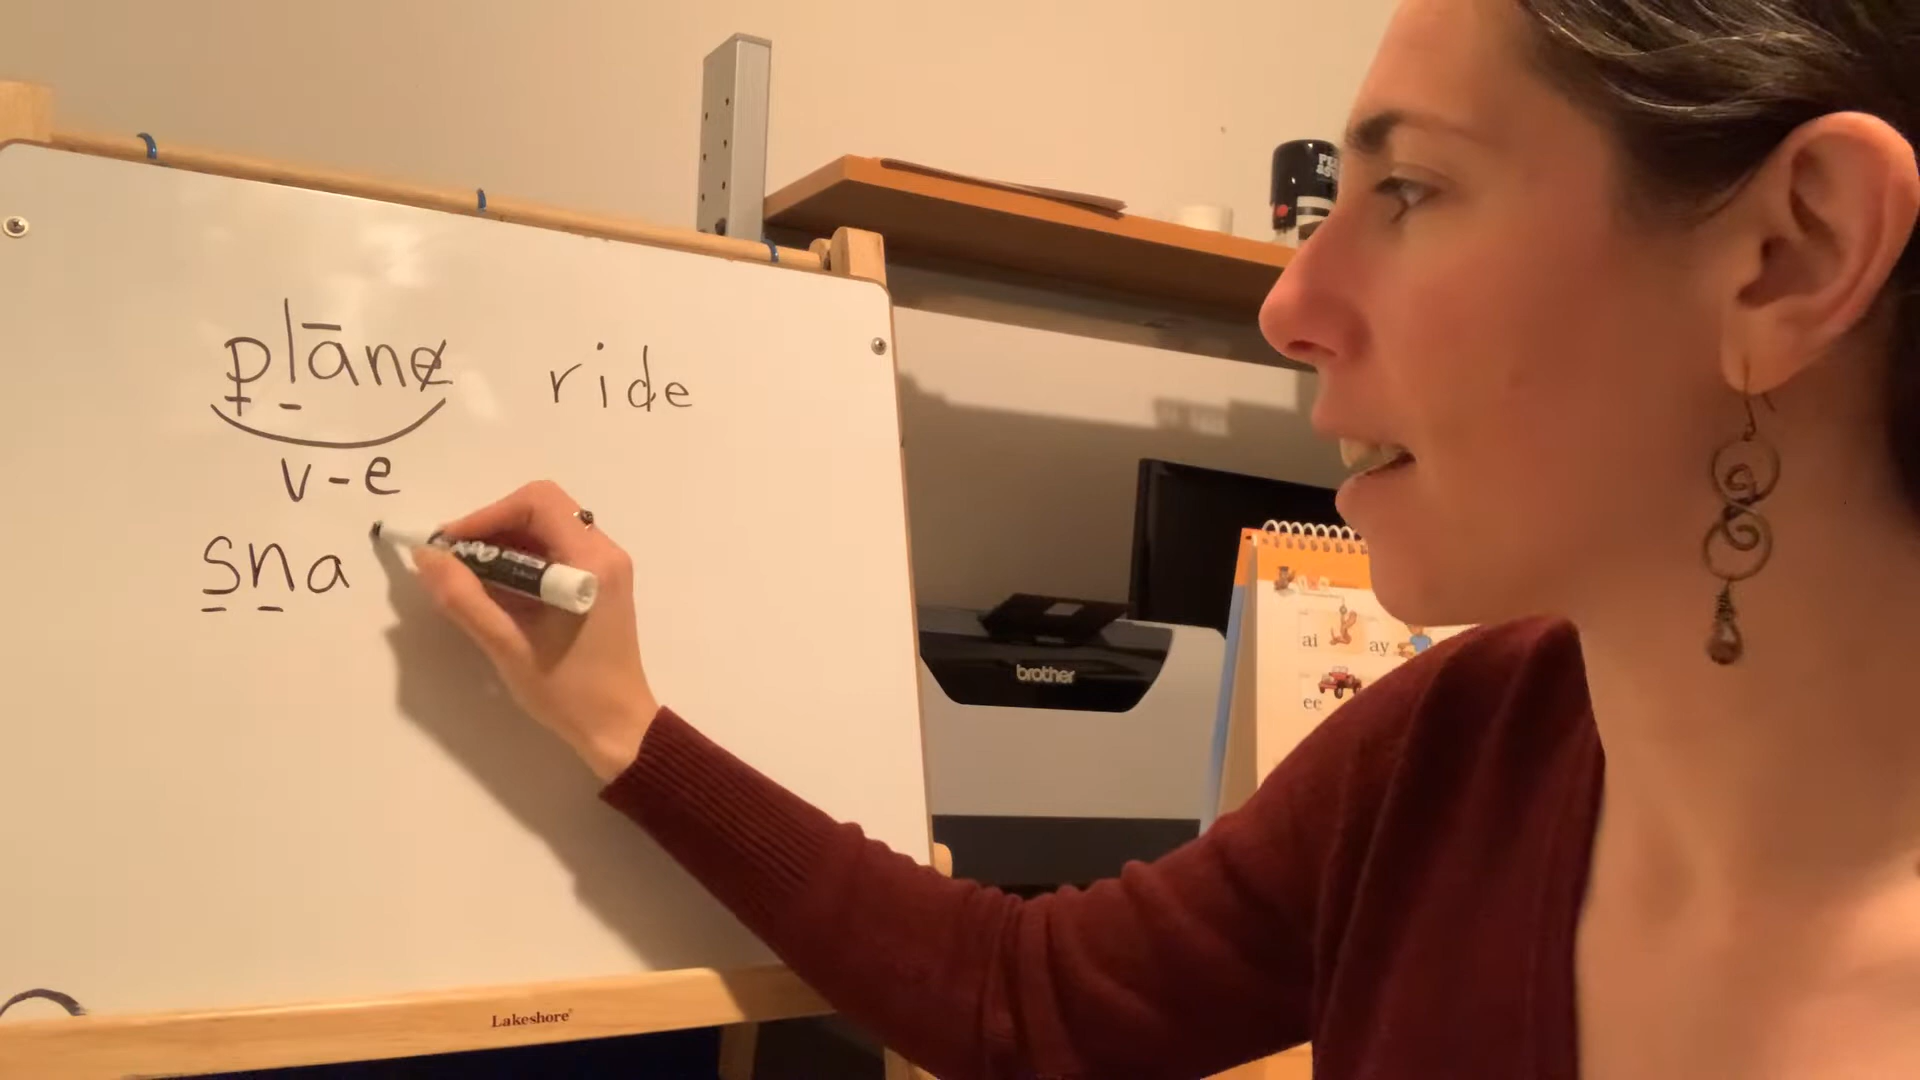 plāne ride
v-e
sna
brother
ai ay
ee
Lakeshore